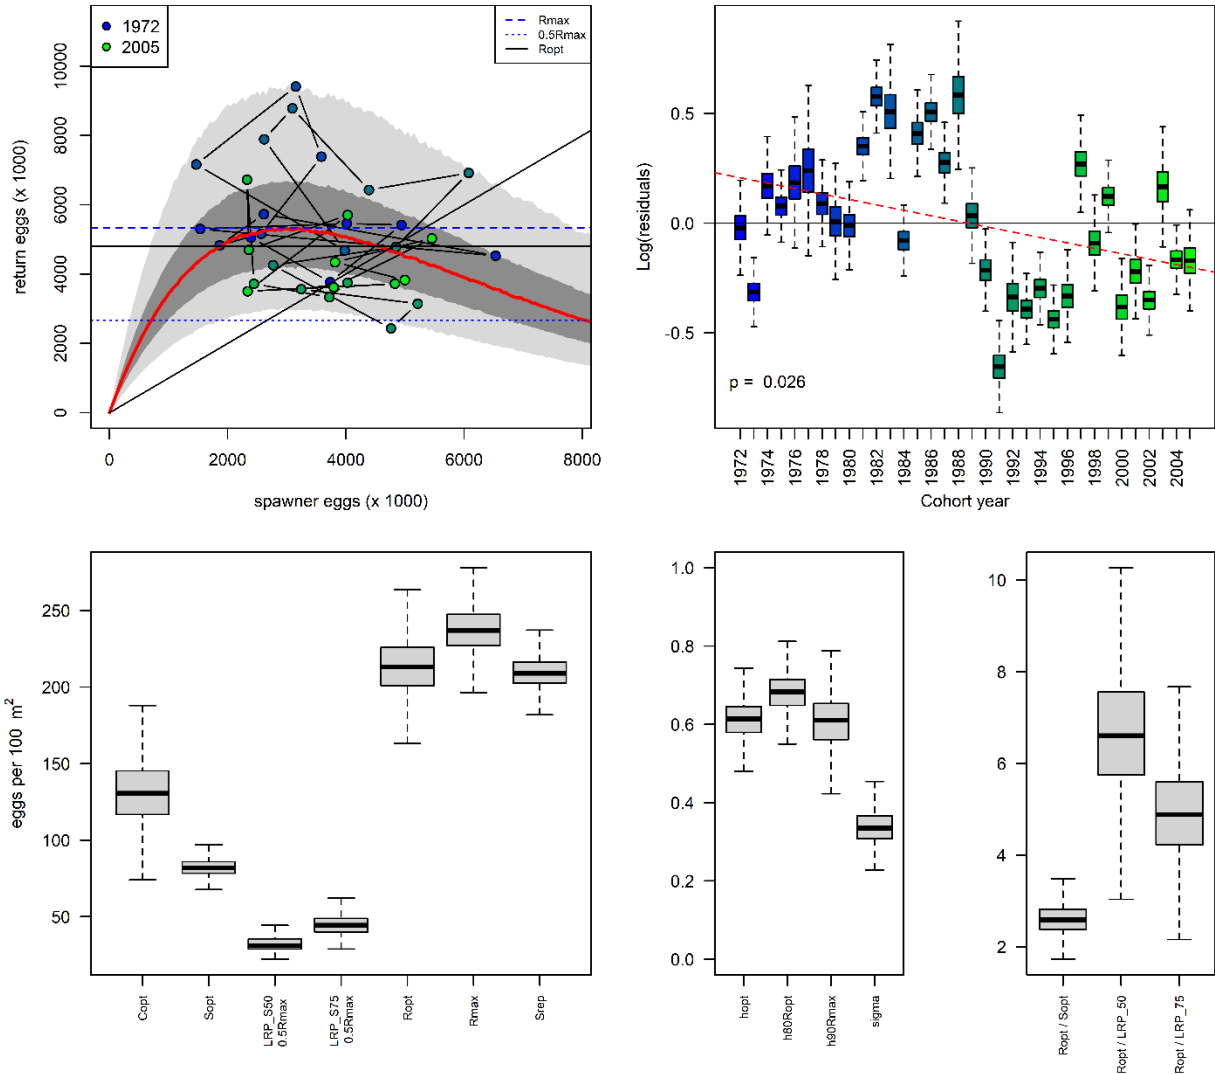 1972
2005
Rmax
0.5Rmax
Ropt
return eggs (x 1000)
0
2000
4000
6000
8000
10000
0
2000
4000
6000
8000
spawner eggs (x 1000)
Log(residuals)
0.5
0.0
-0.5
p = 0.026
1972
1974
1976
1978
1980
1982
1984
1986
1988
1990
1992
1994
1996
1998
2000
2002
2004
Cohort year
eggs per 100 m²
250
200
150
100
50
Copt
Sopt
LRP_S50
0.5Rmax
LRP_S75
0.5Rmax
Ropt
Rmax
Srep
1.0
0.8
0.6
0.4
0.2
0.0
hopt
h80Ropt
h90Rmax
sigma
10
8
6
4
2
Ropt / Sopt
Ropt / LRP_50
Ropt / LRP_75